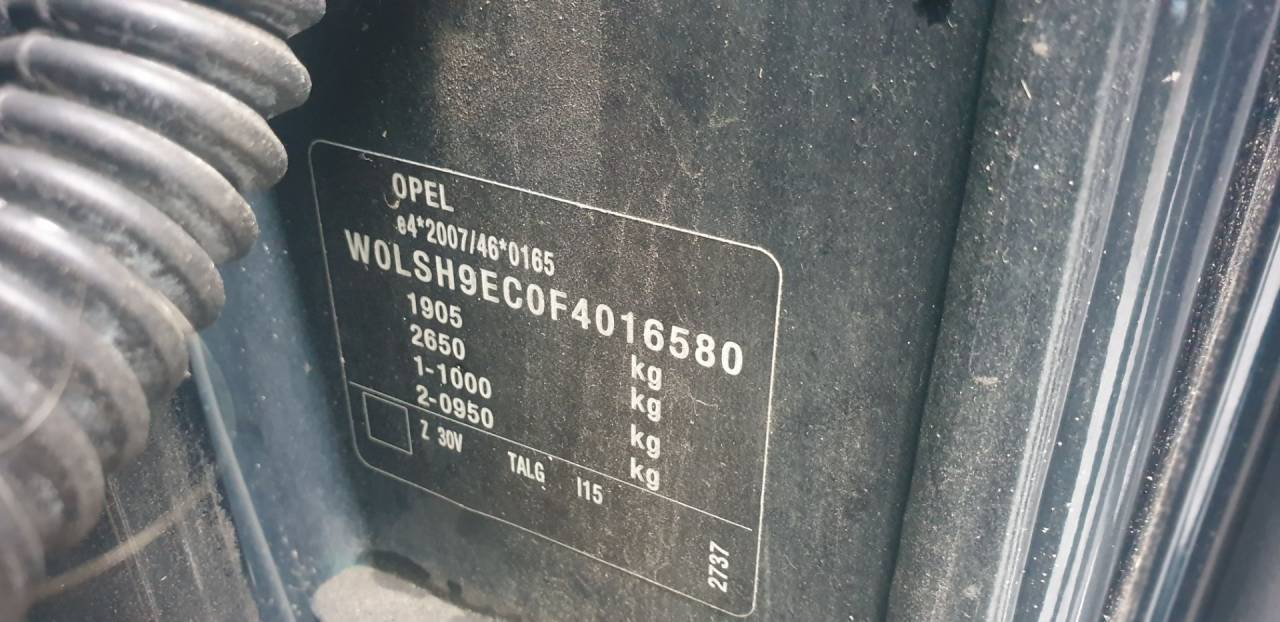 OPEL
e4*2007/46*0165
W0LSH9EC0F4016580
1905 kg
2650 kg
1-1000 kg
2-0950 kg
Z 30V TALG I15
2737